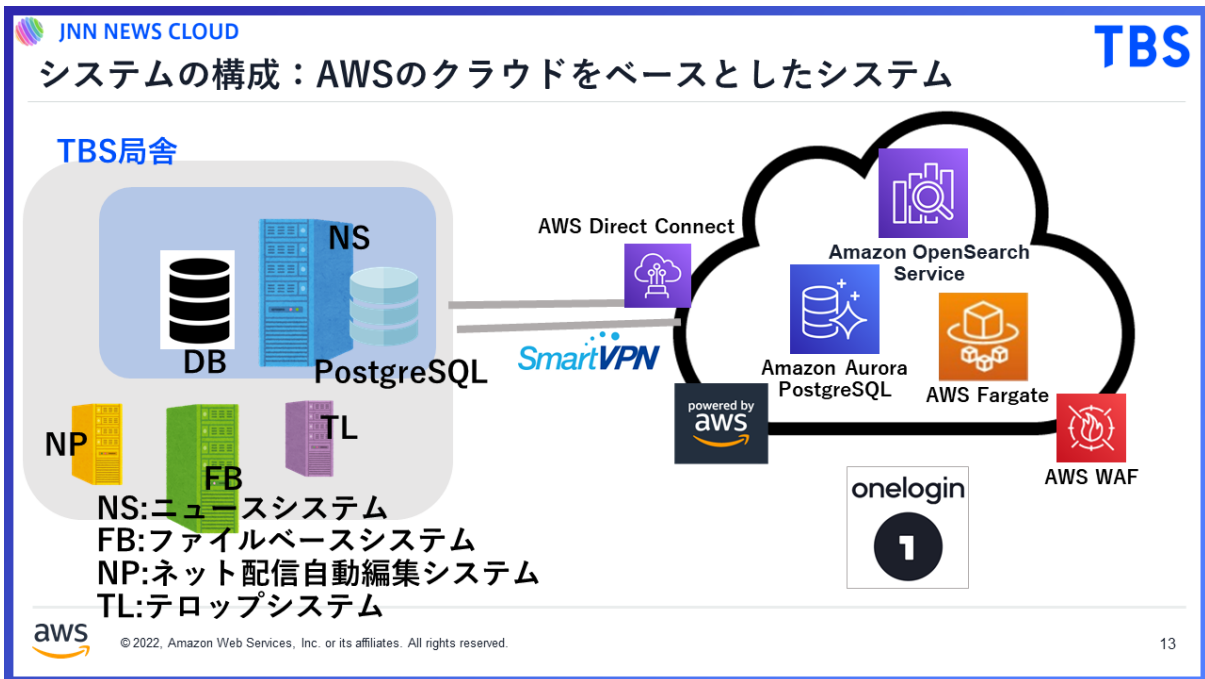 JNN NEWS CLOUD
TBS
システムの構成：AWSのクラウドをベースとしたシステム
TBS局舎
NS
DB
PostgreSQL
NP
FB
TL
NS:ニュースシステム
FB:ファイルベースシステム
NP:ネット配信自動編集システム
TL:テロップシステム
AWS Direct Connect
SmartVPN
Amazon OpenSearch
Service
Amazon Aurora
PostgreSQL
AWS Fargate
powered by
aws
AWS WAF
onelogin
1
aws
© 2022, Amazon Web Services, Inc. or its affiliates. All rights reserved.
13